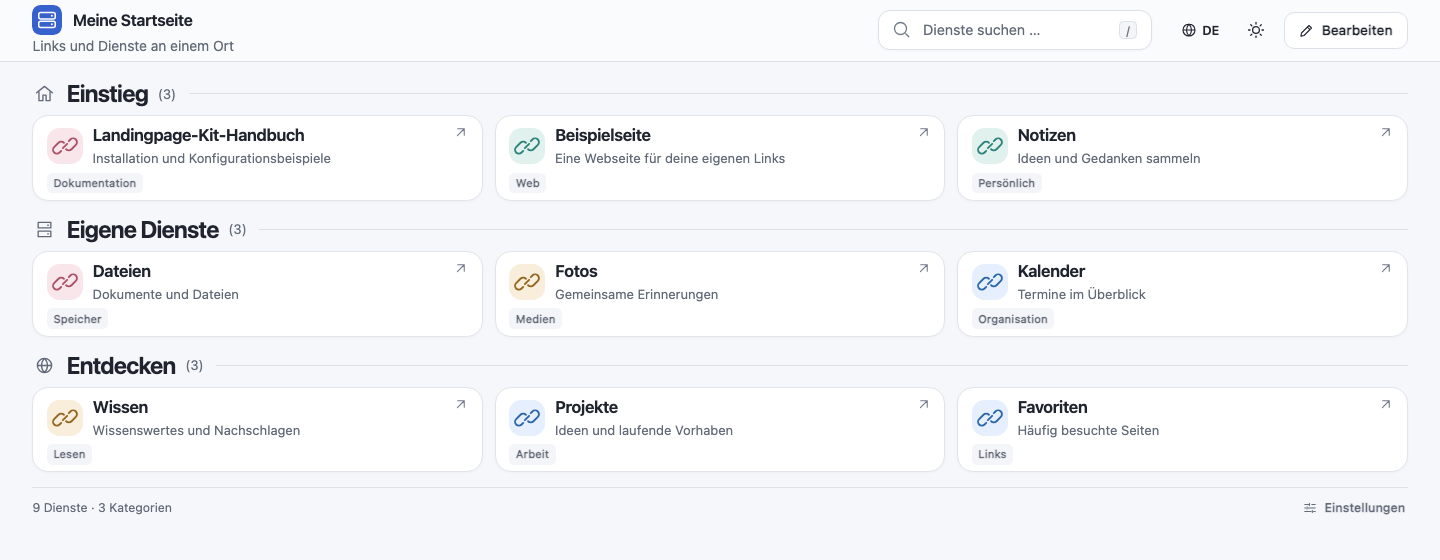 Meine Startseite
Links und Dienste an einem Ort
Dienste suchen ...
/
DE
Bearbeiten
Einstieg (3)
Landingpage-Kit-Handbuch
Installation und Konfigurationsbeispiele
Dokumentation
Beispielseite
Eine Webseite für deine eigenen Links
Web
Notizen
Ideen und Gedanken sammeln
Persönlich
Eigene Dienste (3)
Dateien
Dokumente und Dateien
Speicher
Fotos
Gemeinsame Erinnerungen
Medien
Kalender
Termine im Überblick
Organisation
Entdecken (3)
Wissen
Wissenswertes und Nachschlagen
Lesen
Projekte
Ideen und laufende Vorhaben
Arbeit
Favoriten
Häufig besuchte Seiten
Links
9 Dienste · 3 Kategorien
Einstellungen